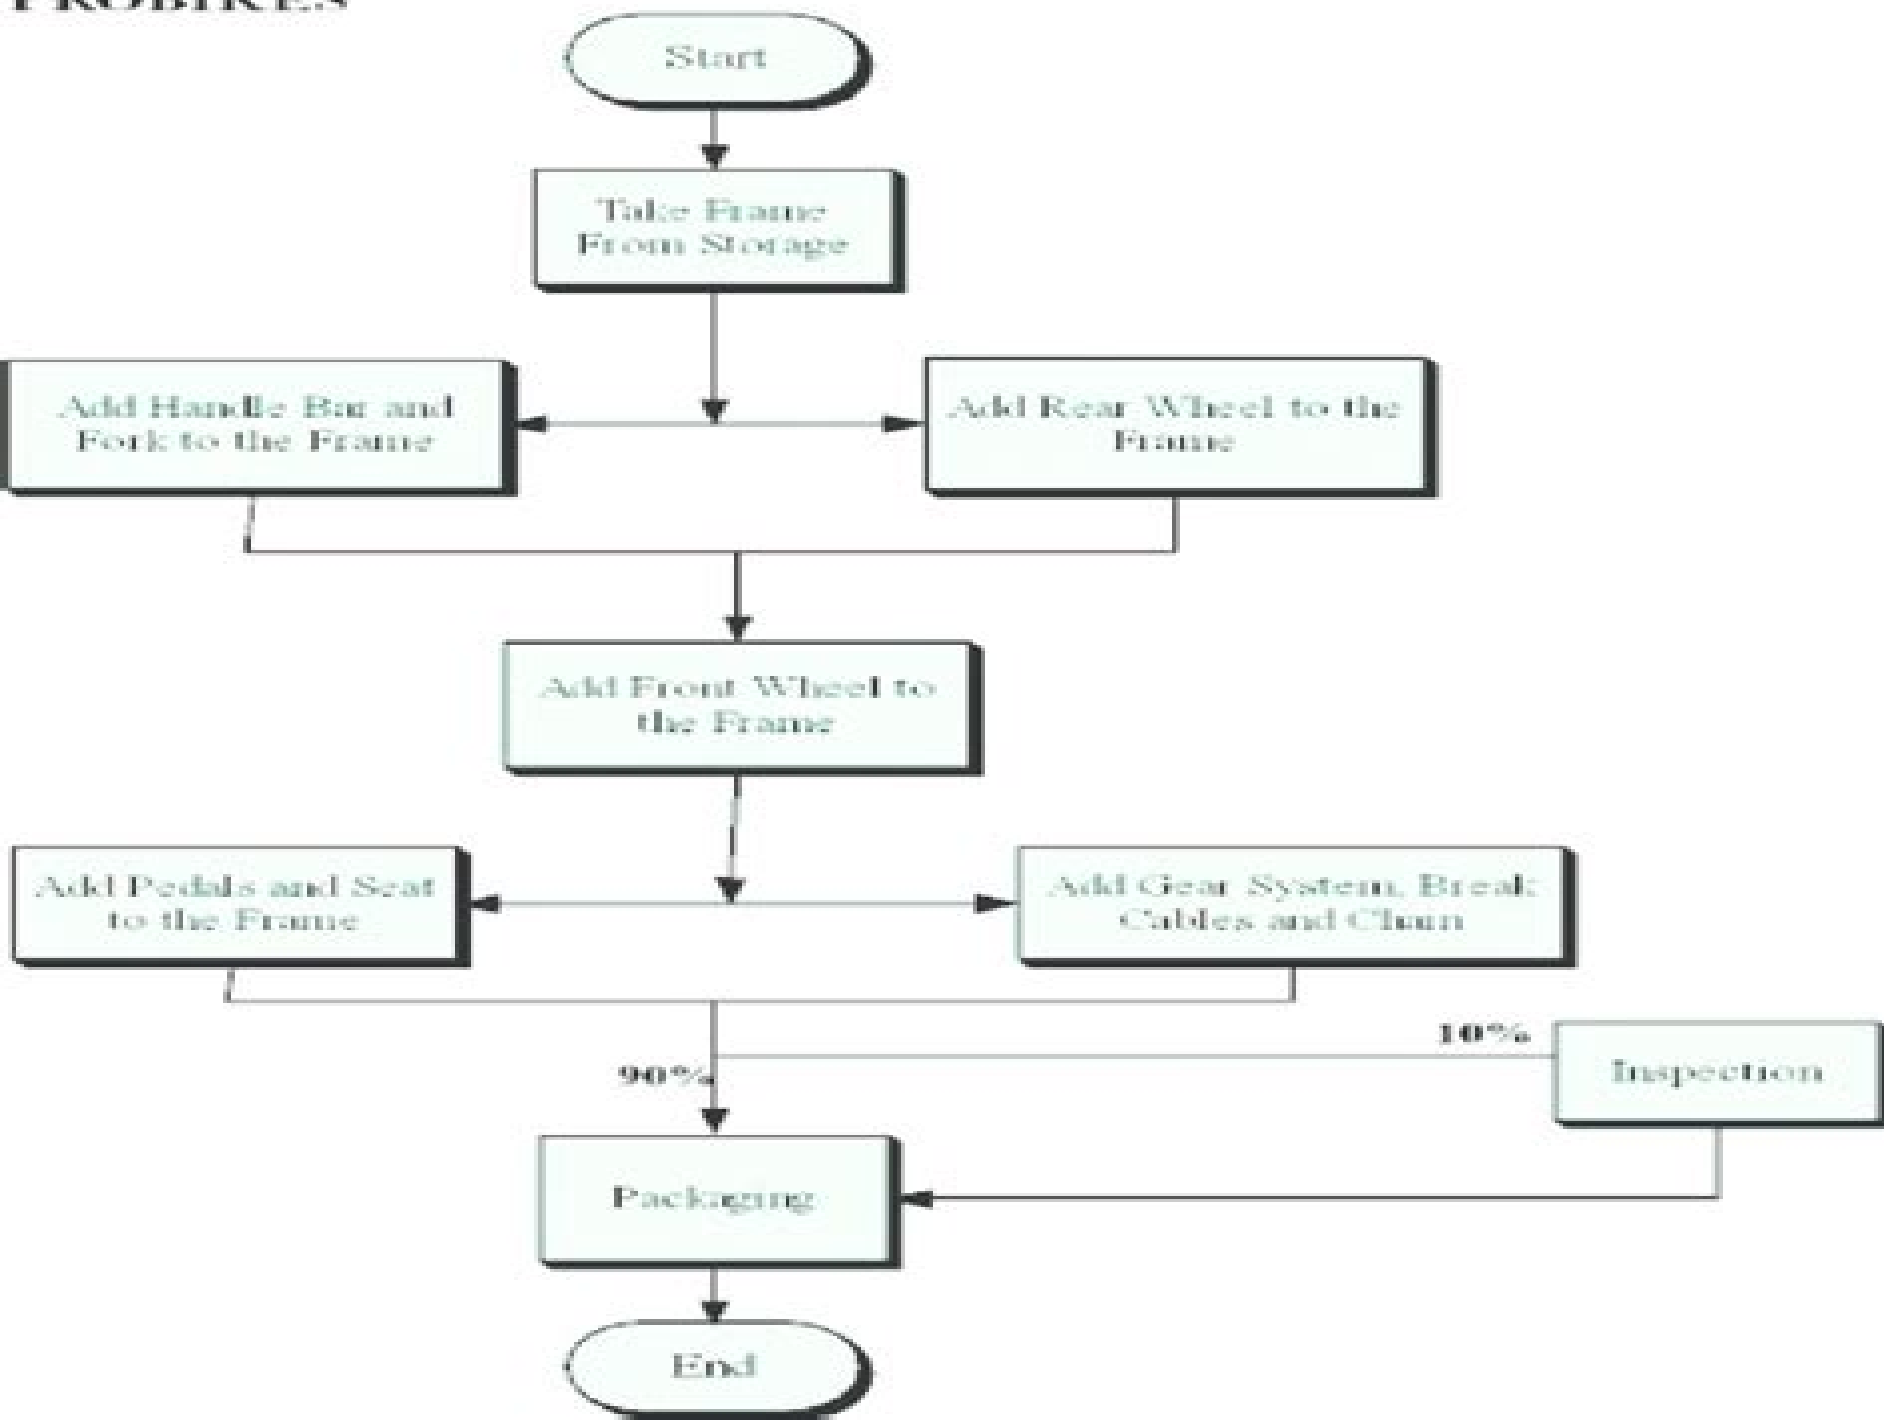 PROBIKES
Start
Take Frame
From Storage
Add Handle Bar and
Fork to the Frame
Add Rear Wheel to the
Frame
Add Front Wheel to
the Frame
Add Pedals and Seat
to the Frame
Add Gear System, Break
Cables and Chain
10%
Inspection
90%
Packaging
End